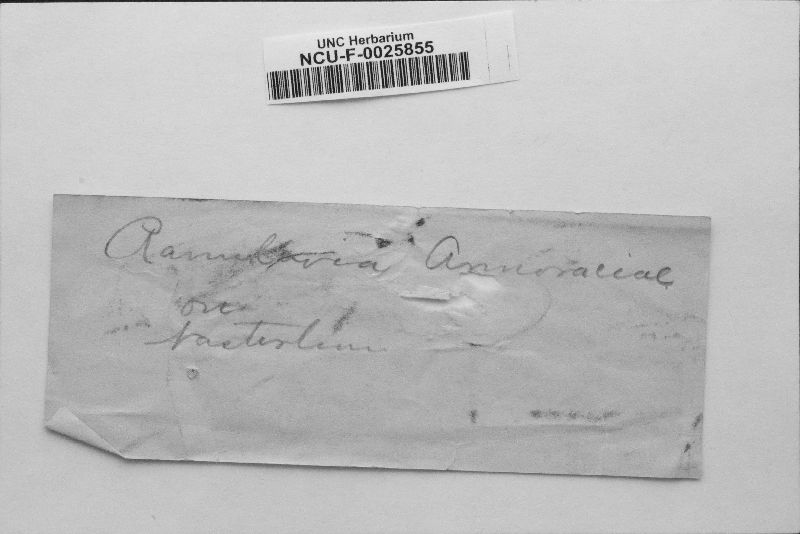 UNC Herbarium
NCU-F-0025855
Ramularia Armoraciae
on
Nasturtium